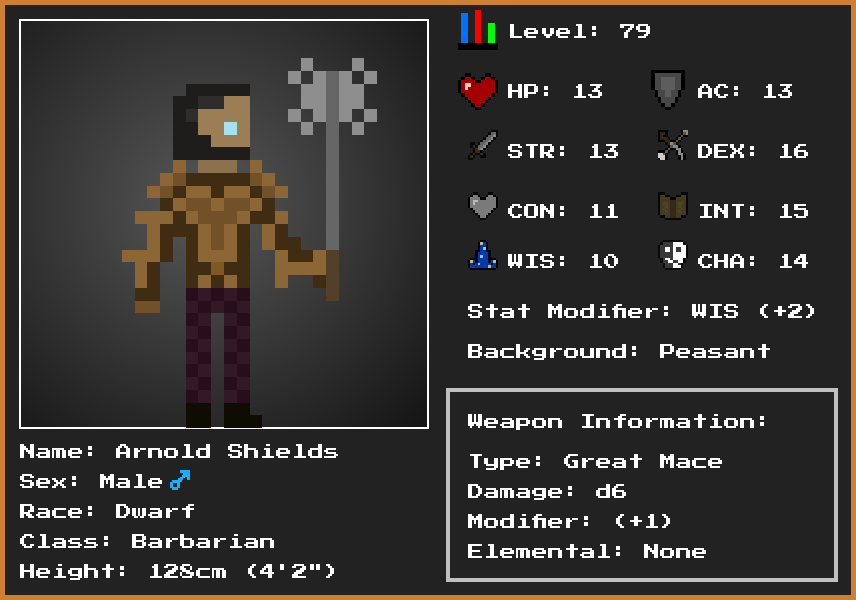 Level: 79
HP: 13 AC: 13
STR: 13 DEX: 16
CON: 11 INT: 15
WIS: 10 CHA: 14
Stat Modifier: WIS (+2)
Background: Peasant
Weapon Information:
Type: Great Mace
Damage: d6
Modifier: (+1)
Elemental: None
Name: Arnold Shields
Sex: Male♂
Race: Dwarf
Class: Barbarian
Height: 128cm (4'2")